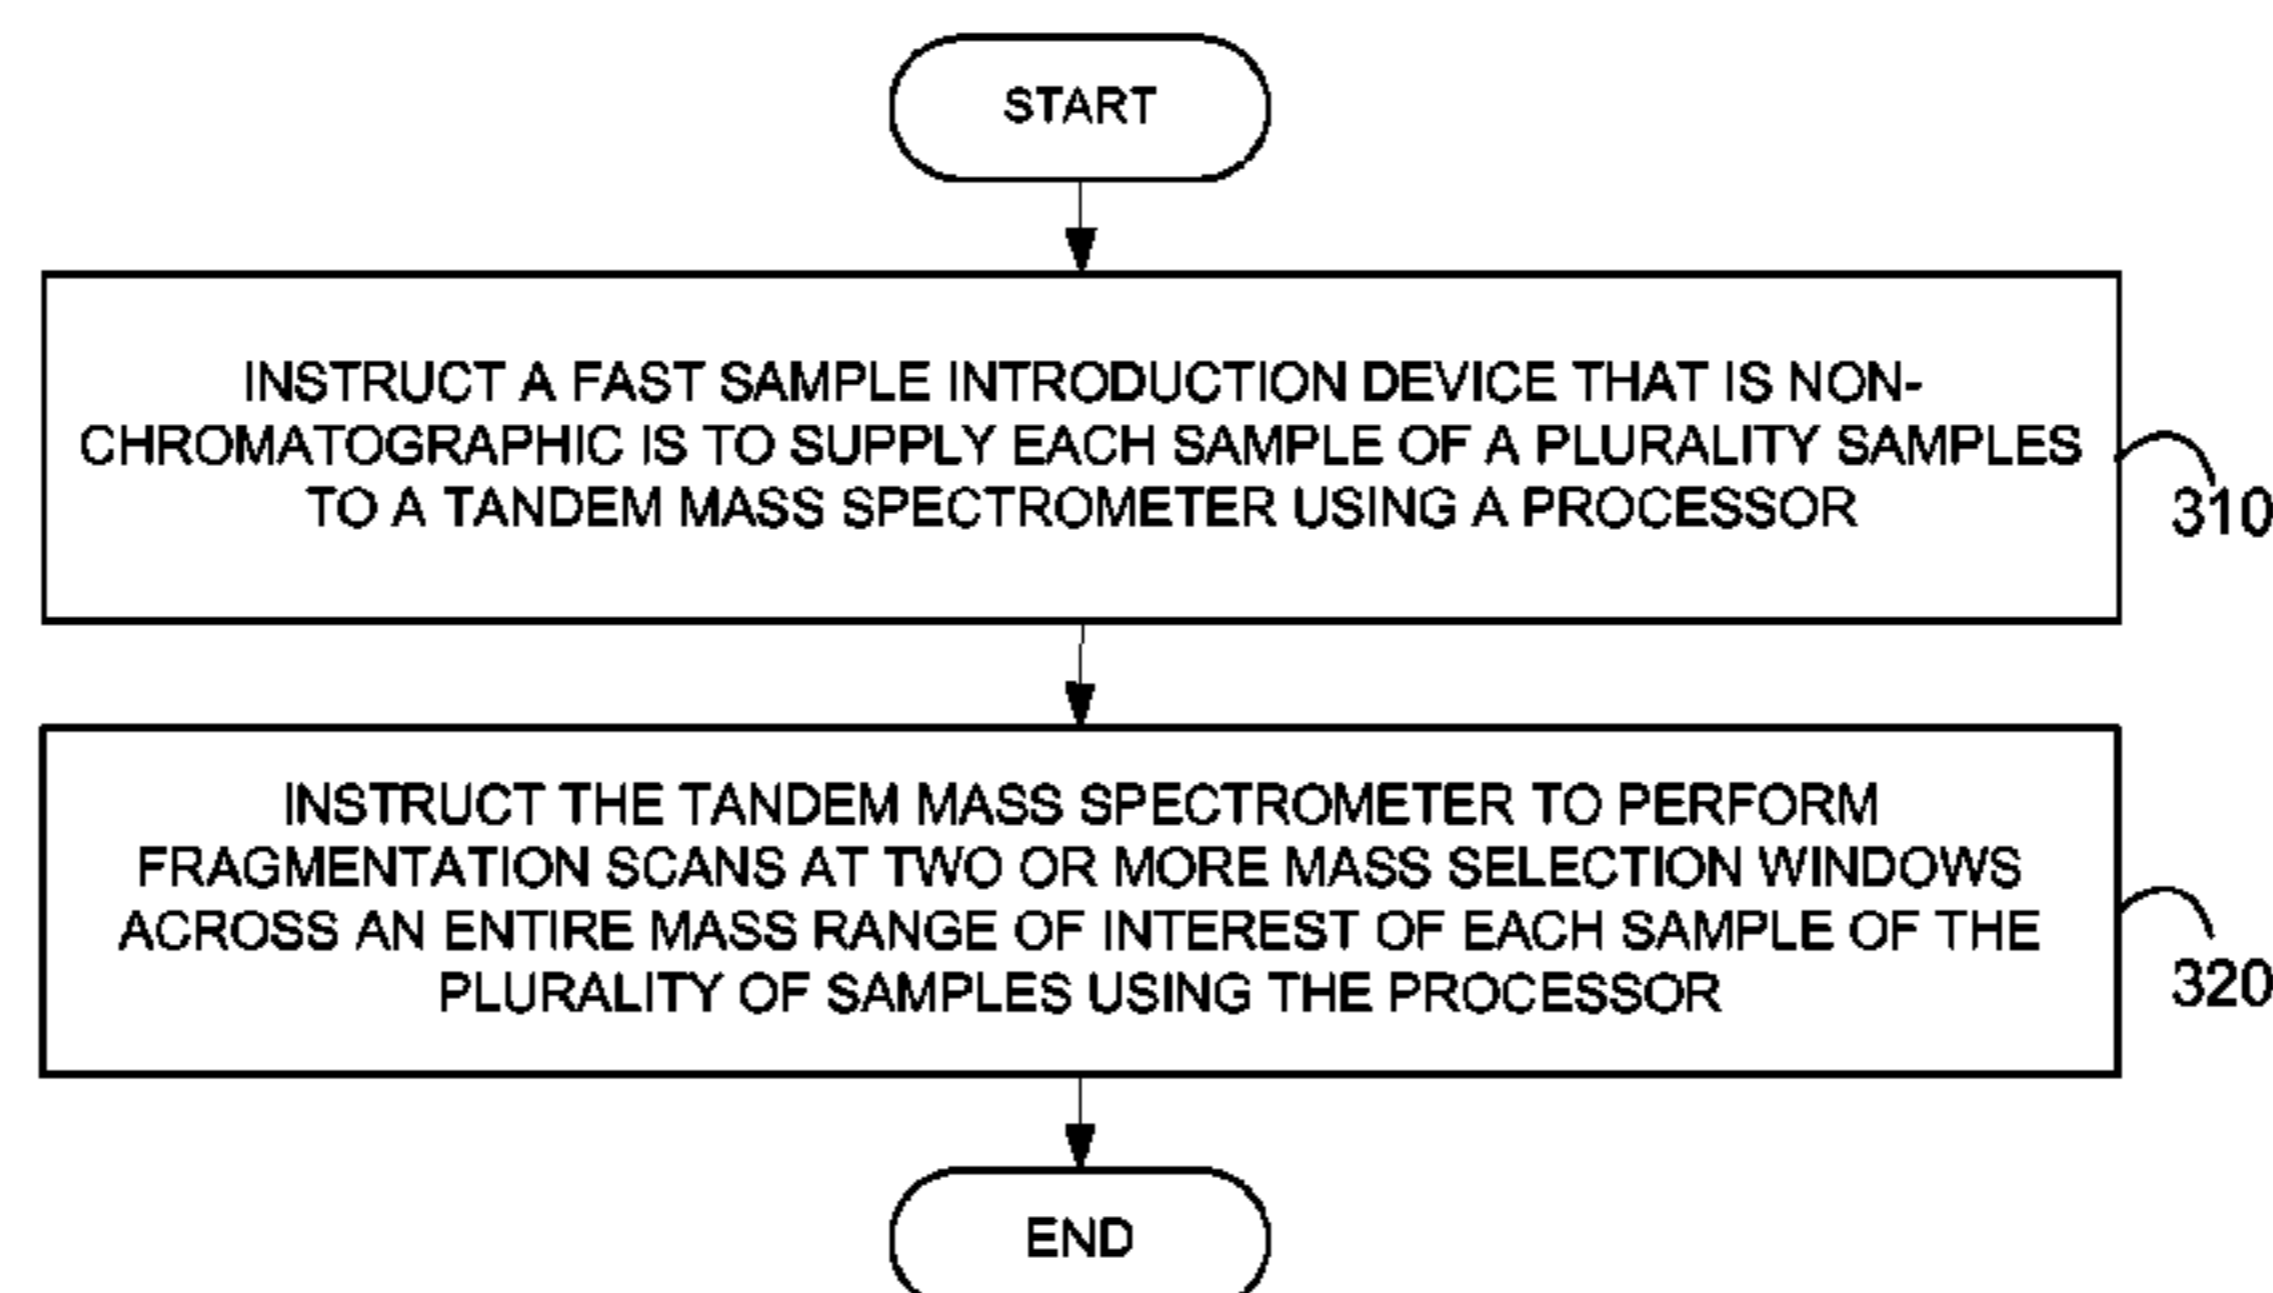 START
INSTRUCT A FAST SAMPLE INTRODUCTION DEVICE THAT IS NON-
CHROMATOGRAPHIC IS TO SUPPLY EACH SAMPLE OF A PLURALITY SAMPLES
TO A TANDEM MASS SPECTROMETER USING A PROCESSOR
310
INSTRUCT THE TANDEM MASS SPECTROMETER TO PERFORM
FRAGMENTATION SCANS AT TWO OR MORE MASS SELECTION WINDOWS
ACROSS AN ENTIRE MASS RANGE OF INTEREST OF EACH SAMPLE OF THE
PLURALITY OF SAMPLES USING THE PROCESSOR
320
END